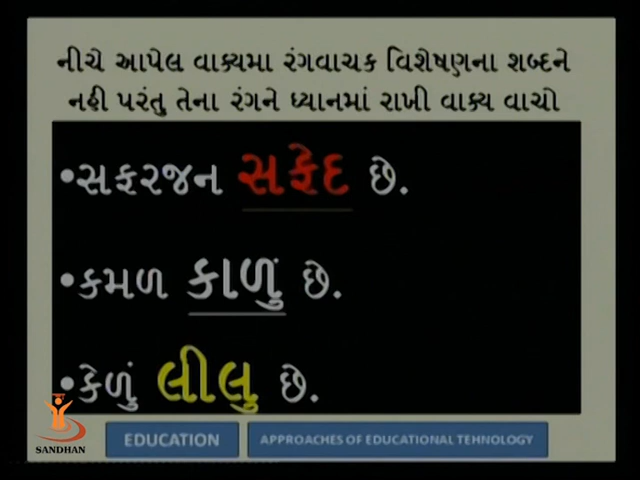 નીચે આપેલ વાક્યમા રંગવાચક વિશેષણના શબ્દને
નહી પરંતુ તેના રંગને ધ્યાનમાં રાખી વાક્ય વાચો
•સફરજન સફેદ છે.
•કમળ કાળું છે.
•કેળું લીલુ છે.
SANDHAN
EDUCATION
APPROACHES OF EDUCATIONAL TEHNOLOGY